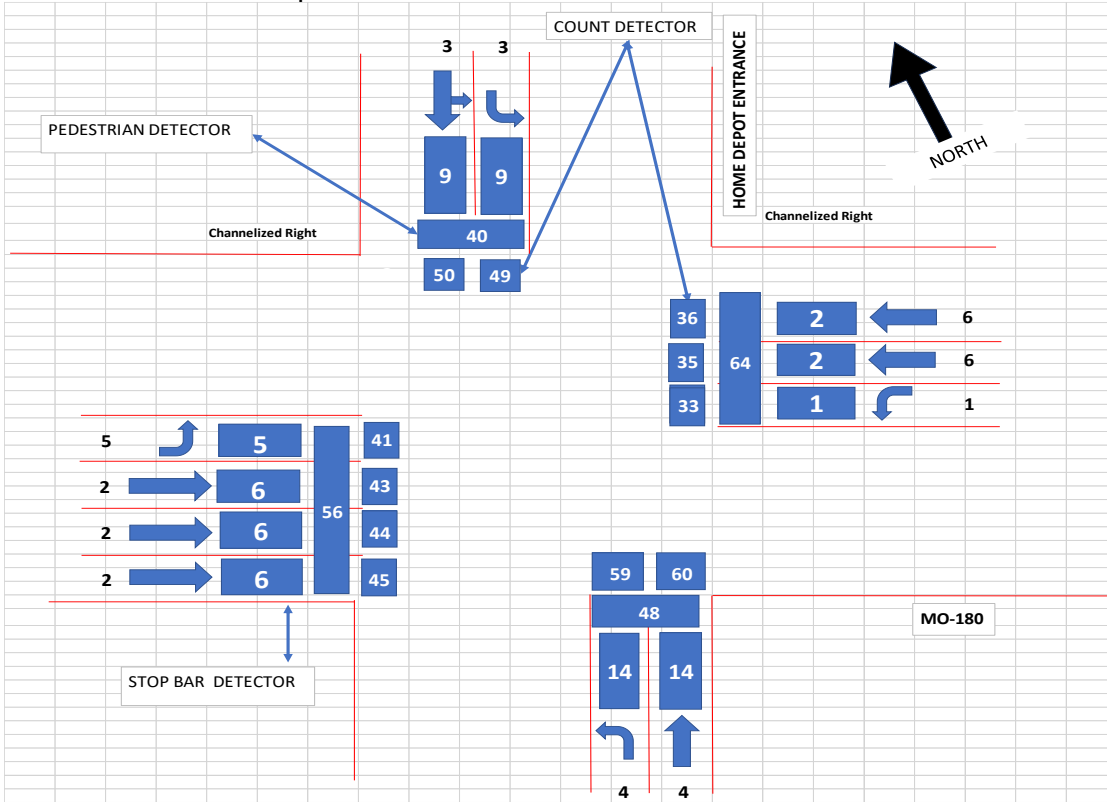 COUNT DETECTOR
3 3
HOME DEPOT ENTRANCE
NORTH
PEDESTRIAN DETECTOR
9 9
Channelized Right
Channelized Right
40
50 49
36 2 6
35 64 2 6
33 1 1
5 5 41
2 6 43
56
2 6 44
2 6 45
59 60
48
MO-180
14 14
STOP BAR DETECTOR
4 4